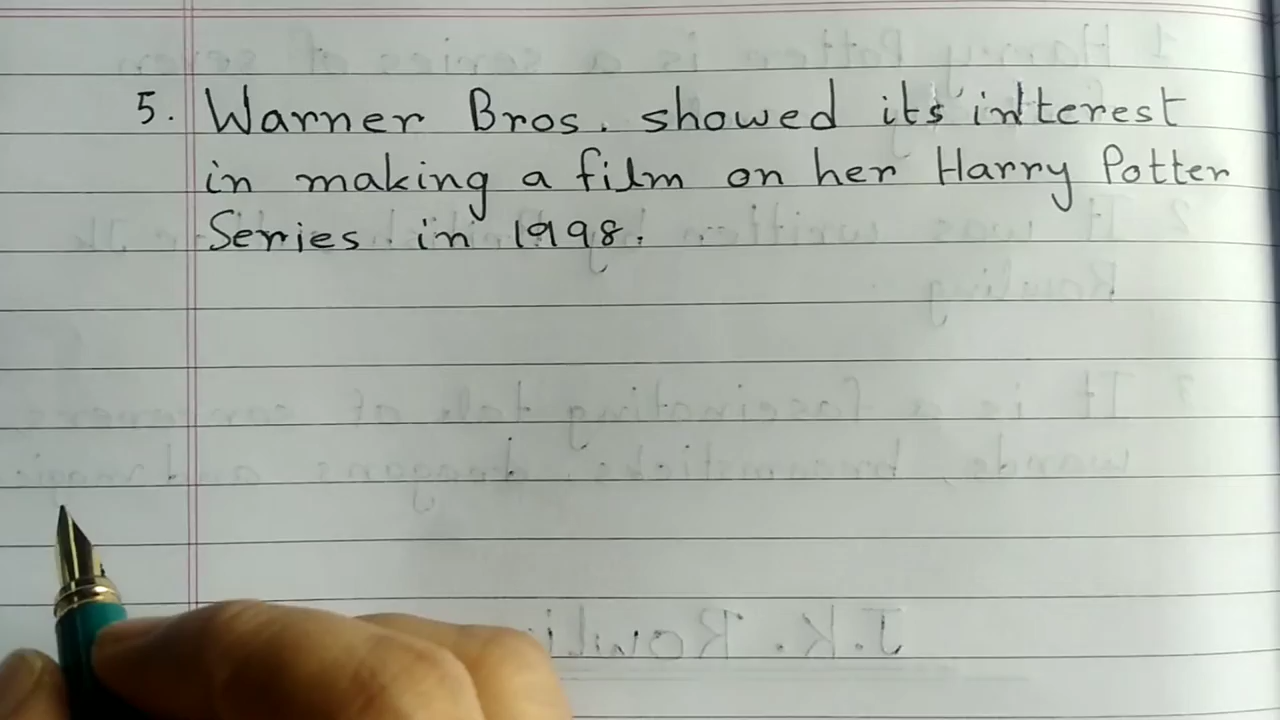 5. Warner Bros. showed its interest
in making a film on her Harry Potter
Series in 1998.